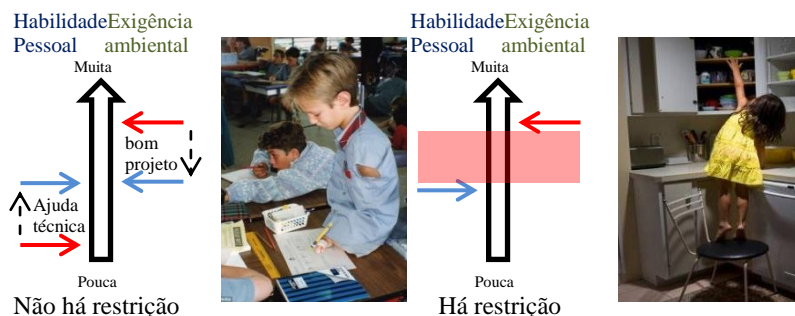 Habilidade Exigência
Pessoal ambiental
Muita
bom
projeto
Ajuda
técnica
Pouca
Não há restrição
Habilidade Exigência
Pessoal ambiental
Muita
Pouca
Há restrição